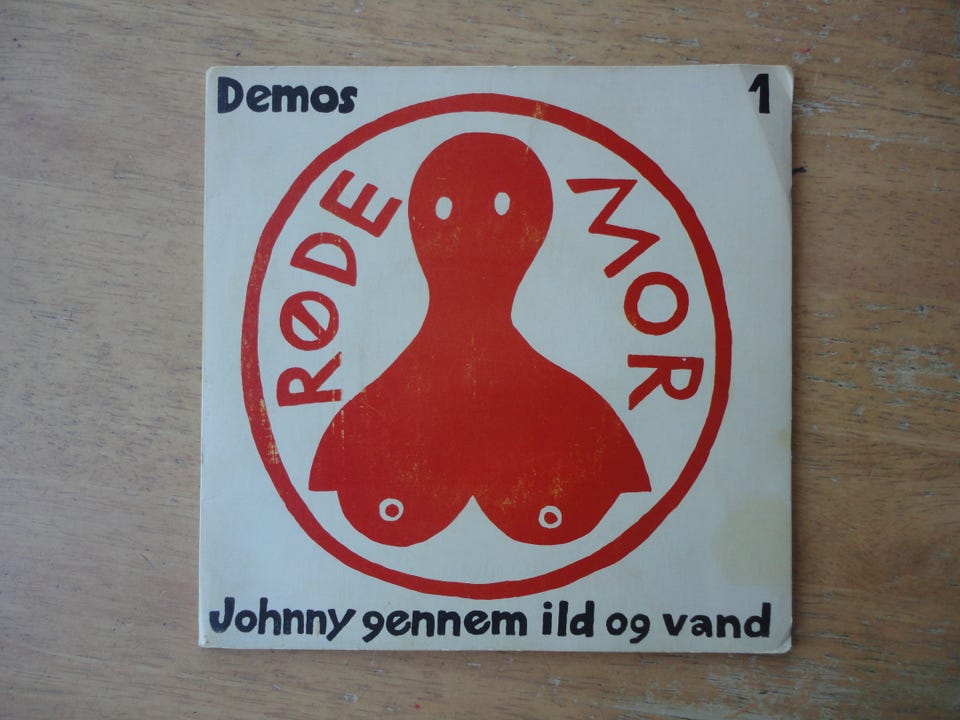 Demos 1
RØDE MOR
Johnny gennem ild og vand